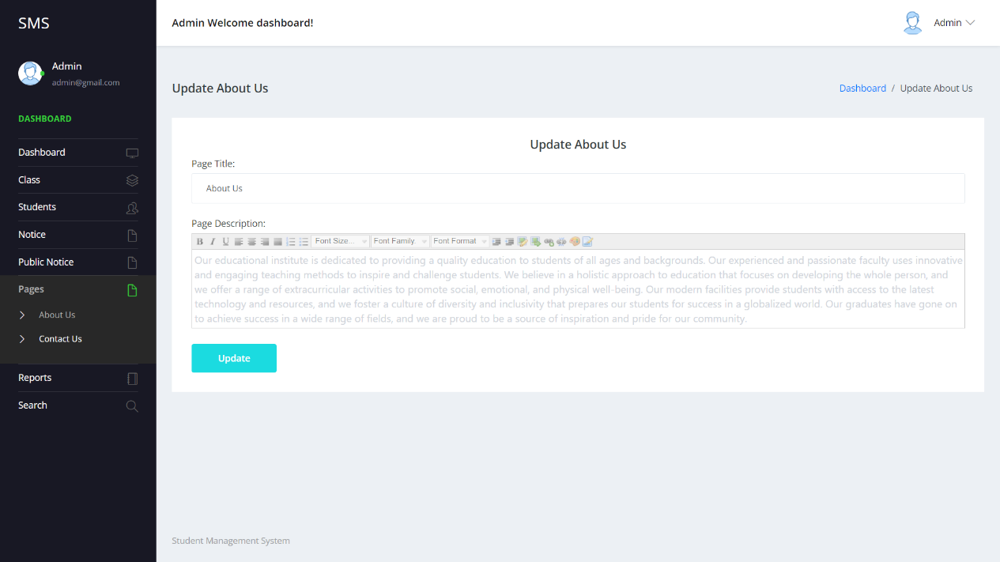 SMS
Admin Welcome dashboard!
Admin
Admin
admin@gmail.com
DASHBOARD
Dashboard
Class
Students
Notice
Public Notice
Pages
About Us
Contact Us
Reports
Search
Update About Us
Dashboard / Update About Us
Update About Us
Page Title:
About Us
Page Description:
B I U Font Size... Font Family. Font Format
Our educational institute is dedicated to providing a quality education to students of all ages and backgrounds. Our experienced and passionate faculty uses innovative
and engaging teaching methods to inspire and challenge students. We believe in a holistic approach to education that focuses on developing the whole person, and
we offer a range of extracurricular activities to promote social, emotional, and physical well-being. Our modern facilities provide students with access to the latest
technology and resources, and we foster a culture of diversity and inclusivity that prepares our students for success in a globalized world. Our graduates have gone on
to achieve success in a wide range of fields, and we are proud to be a source of inspiration and pride for our community.
Update
Student Management System